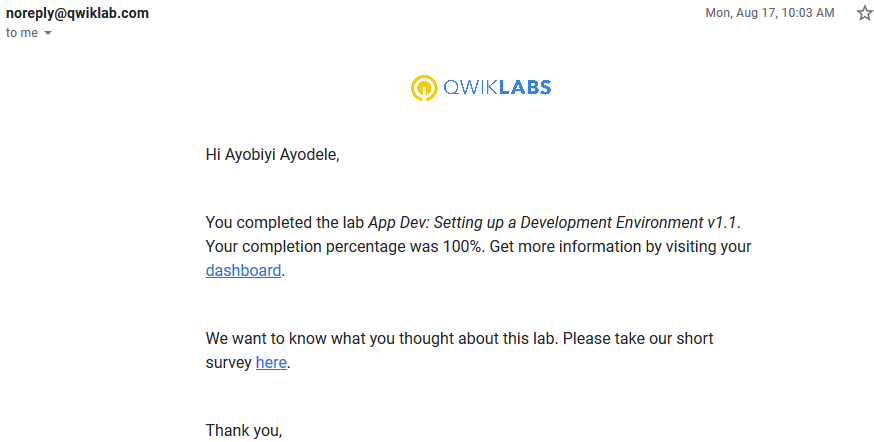 noreply@qwiklab.com
Mon, Aug 17, 10:03 AM
to me
QWIKLABS
Hi Ayobiyi Ayodele,
You completed the lab App Dev: Setting up a Development Environment v1.1.
Your completion percentage was 100%. Get more information by visiting your
dashboard.
We want to know what you thought about this lab. Please take our short
survey here.
Thank you,